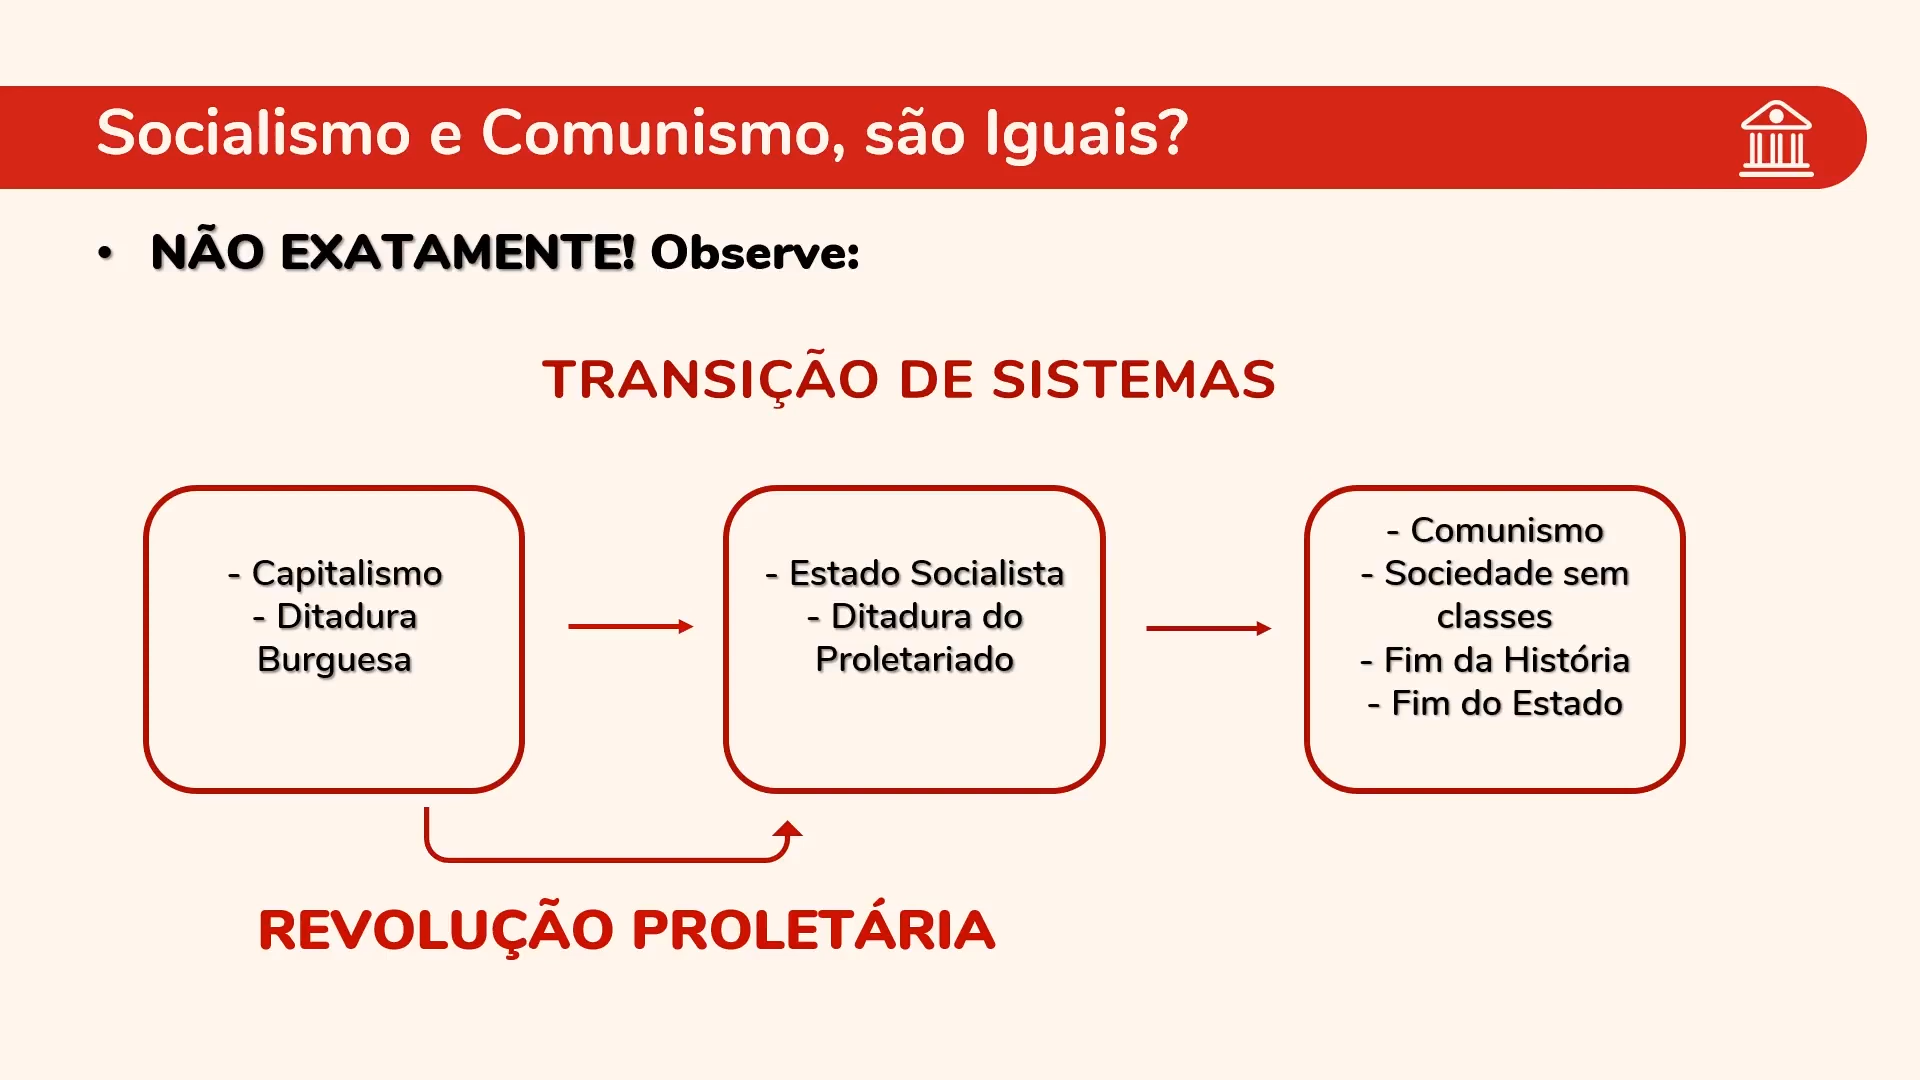 Socialismo e Comunismo, são Iguais?
• NÃO EXATAMENTE! Observe:
TRANSIÇÃO DE SISTEMAS
- Capitalismo
- Ditadura
Burguesa
- Estado Socialista
- Ditadura do
Proletariado
- Comunismo
- Sociedade sem
classes
- Fim da História
- Fim do Estado
REVOLUÇÃO PROLETÁRIA